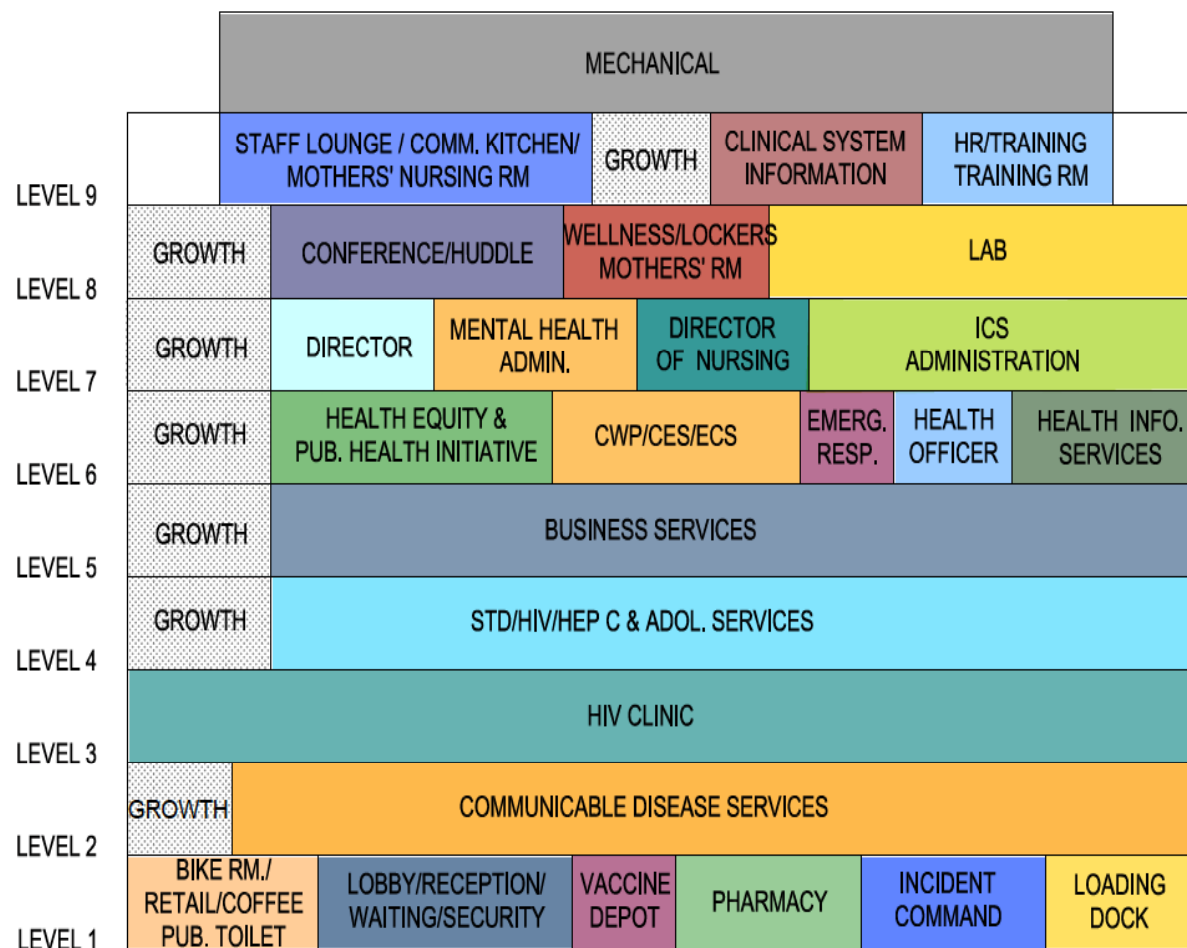 MECHANICAL
STAFF LOUNGE / COMM. KITCHEN/
MOTHERS' NURSING RM
GROWTH
CLINICAL SYSTEM
INFORMATION
HR/TRAINING
TRAINING RM
LEVEL 9
GROWTH
CONFERENCE/HUDDLE
WELLNESS/LOCKERS
MOTHERS' RM
LAB
LEVEL 8
GROWTH
DIRECTOR
MENTAL HEALTH
ADMIN.
DIRECTOR
OF NURSING
ICS
ADMINISTRATION
LEVEL 7
GROWTH
HEALTH EQUITY &
PUB. HEALTH INITIATIVE
CWP/CES/ECS
EMERG.
RESP.
HEALTH
OFFICER
HEALTH INFO.
SERVICES
LEVEL 6
GROWTH
BUSINESS SERVICES
LEVEL 5
GROWTH
STD/HIV/HEP C & ADOL. SERVICES
LEVEL 4
HIV CLINIC
LEVEL 3
GROWTH
COMMUNICABLE DISEASE SERVICES
LEVEL 2
BIKE RM./
RETAIL/COFFEE
PUB. TOILET
LOBBY/RECEPTION/
WAITING/SECURITY
VACCINE
DEPOT
PHARMACY
INCIDENT
COMMAND
LOADING
DOCK
LEVEL 1